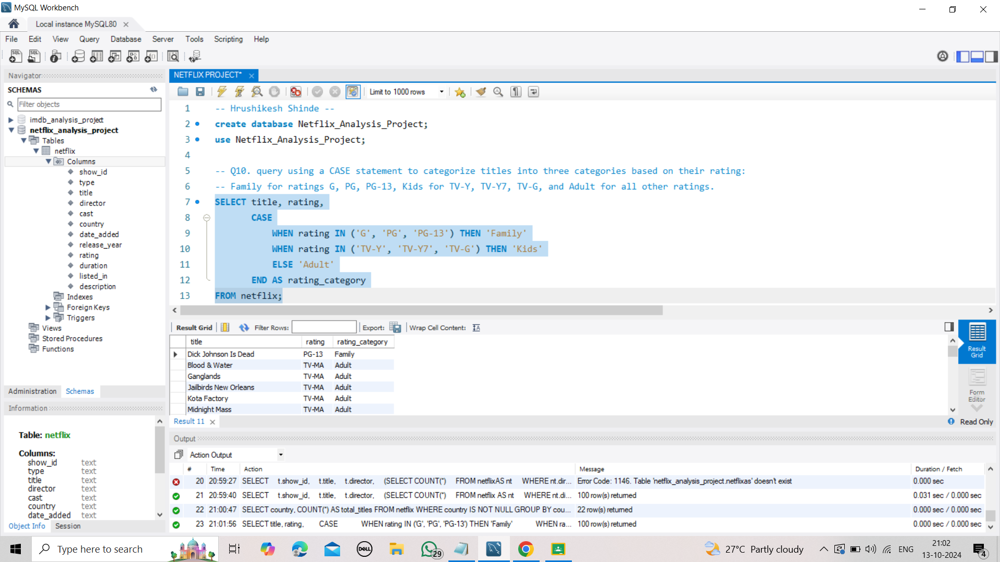 MySQL Workbench
Local instance MySQL80
File Edit View Query Database Server Tools Scripting Help
Navigator
SCHEMAS
Filter objects
imdb_analysis_project
netflix_analysis_project
Tables
netflix
Columns
show_id
type
title
director
cast
country
date_added
release_year
rating
duration
listed_in
description
Indexes
Foreign Keys
Triggers
Views
Stored Procedures
Functions
Administration Schemas
Information
Table: netflix
Columns:
show_id text
type text
title text
director text
cast text
country text
date_added text
Object Info Session
NETFLIX PROJECT*
Limit to 1000 rows
1 -- Hrushikesh Shinde --
2 create database Netflix_Analysis_Project;
3 use Netflix_Analysis_Project;
4
5 -- Q10. query using a CASE statement to categorize titles into three categories based on their rating:
6 -- Family for ratings G, PG, PG-13, Kids for TV-Y, TV-Y7, TV-G, and Adult for all other ratings.
7 SELECT title, rating,
8 CASE
9 WHEN rating IN ('G', 'PG', 'PG-13') THEN 'Family'
10 WHEN rating IN ('TV-Y', 'TV-Y7', 'TV-G') THEN 'Kids'
11 ELSE 'Adult'
12 END AS rating_category
13 FROM netflix;
Result Grid Filter Rows: Export: Wrap Cell Content:
title rating rating_category
Dick Johnson Is Dead PG-13 Family
Blood & Water TV-MA Adult
Ganglands TV-MA Adult
Jailbirds New Orleans TV-MA Adult
Kota Factory TV-MA Adult
Midnight Mass TV-MA Adult
Result Grid
Form Editor
Result 11
Read Only
Output
Action Output
# Time Action Message Duration / Fetch
20 20:59:27 SELECT t.show_id, t.title, t.director, (SELECT COUNT(*) FROM netflixAS nt WHERE nt.dir... Error Code: 1146. Table 'netflix_analysis_project.netflixas' doesn't exist 0.000 sec
21 20:59:40 SELECT t.show_id, t.title, t.director, (SELECT COUNT(*) FROM netflix AS nt WHERE nt.di... 100 row(s) returned 0.031 sec / 0.000 sec
22 21:00:47 SELECT country, COUNT(*) AS total_titles FROM netflix WHERE country IS NOT NULL GROUP BY cou... 22 row(s) returned 0.000 sec / 0.000 sec
23 21:01:56 SELECT title, rating, CASE WHEN rating IN ('G', 'PG', 'PG-13') THEN 'Family' WHEN ra... 100 row(s) returned 0.000 sec / 0.000 sec
Type here to search
DELL
29
27°C Partly cloudy
ENG
21:02
13-10-2024
4